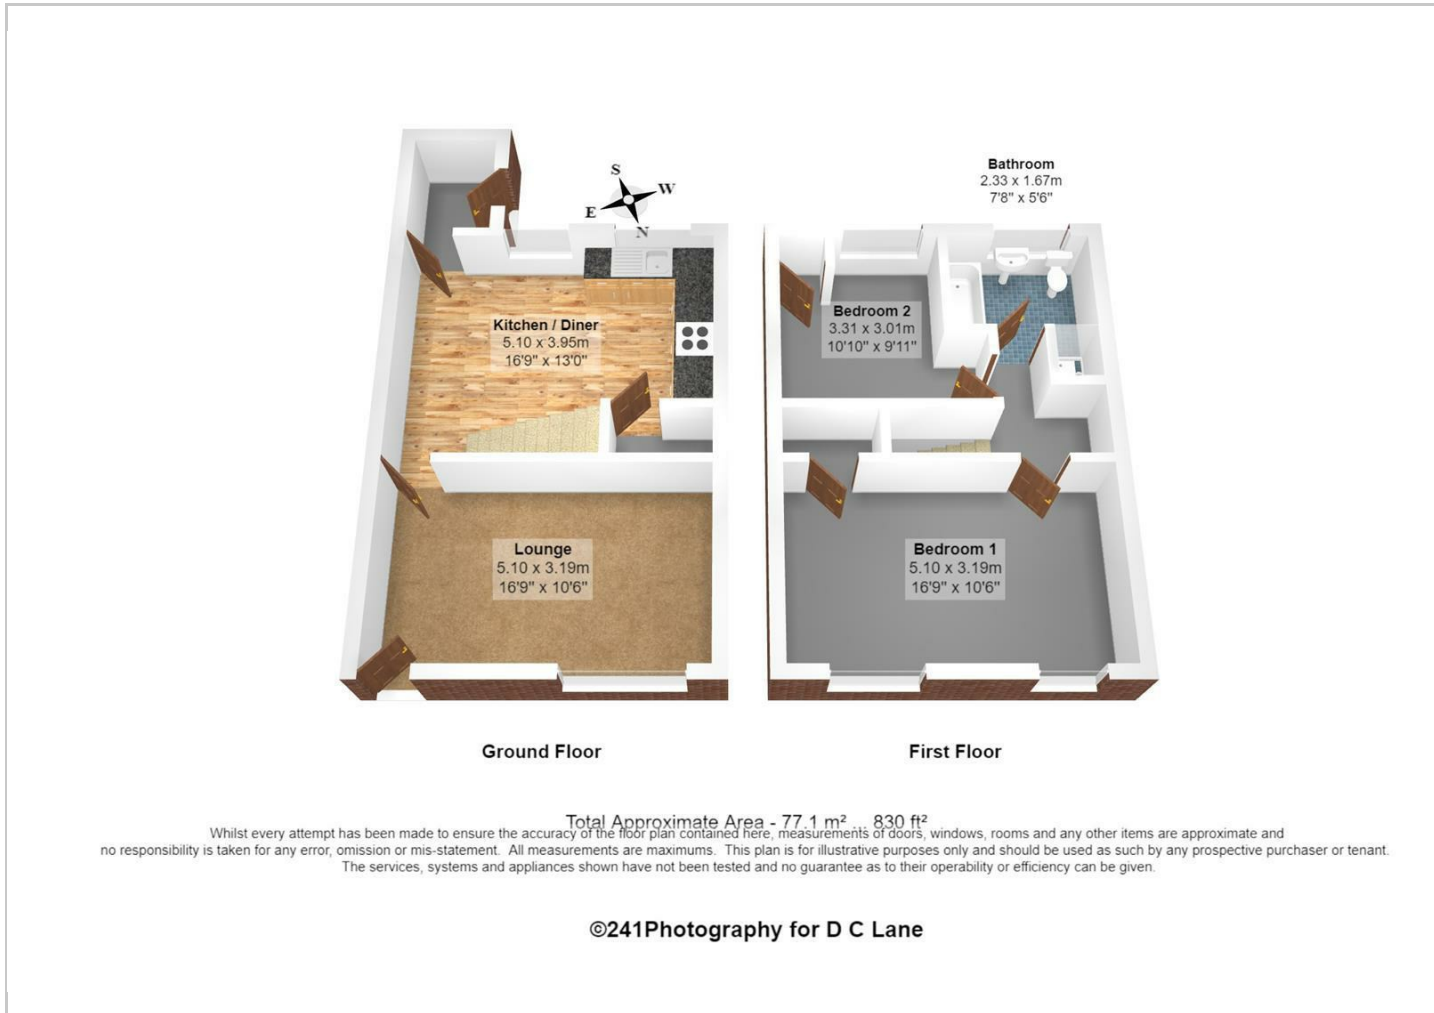 Bathroom
2.33 x 1.67m
7'8" x 5'6"
S
W
E
N
Kitchen / Diner
5.10 x 3.95m
16'9" x 13'0"
Bedroom 2
3.31 x 3.01m
10'10" x 9'11"
Lounge
5.10 x 3.19m
16'9" x 10'6"
Bedroom 1
5.10 x 3.19m
16'9" x 10'6"
Ground Floor
First Floor
Total Approximate Area - 77.1 m² ... 830 ft²
Whilst every attempt has been made to ensure the accuracy of the floor plan contained here, measurements of doors, windows, rooms and any other items are approximate and
no responsibility is taken for any error, omission or mis-statement. All measurements are maximums. This plan is for illustrative purposes only and should be used as such by any prospective purchaser or tenant.
The services, systems and appliances shown have not been tested and no guarantee as to their operability or efficiency can be given.
©241Photography for D C Lane